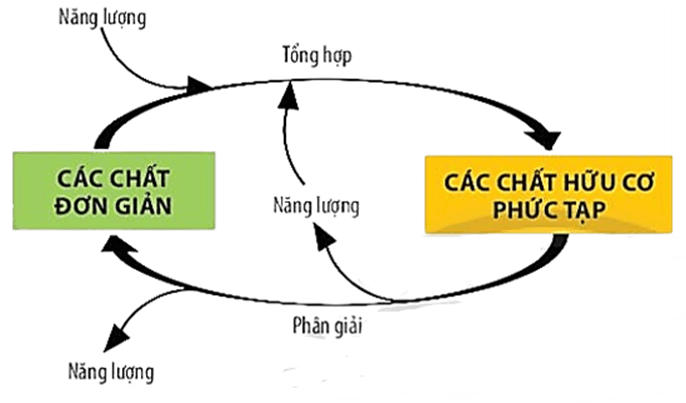 Năng lượng
Tổng hợp
CÁC CHẤT
ĐƠN GIẢN
CÁC CHẤT HỮU CƠ
PHỨC TẠP
Năng lượng
Phân giải
Năng lượng